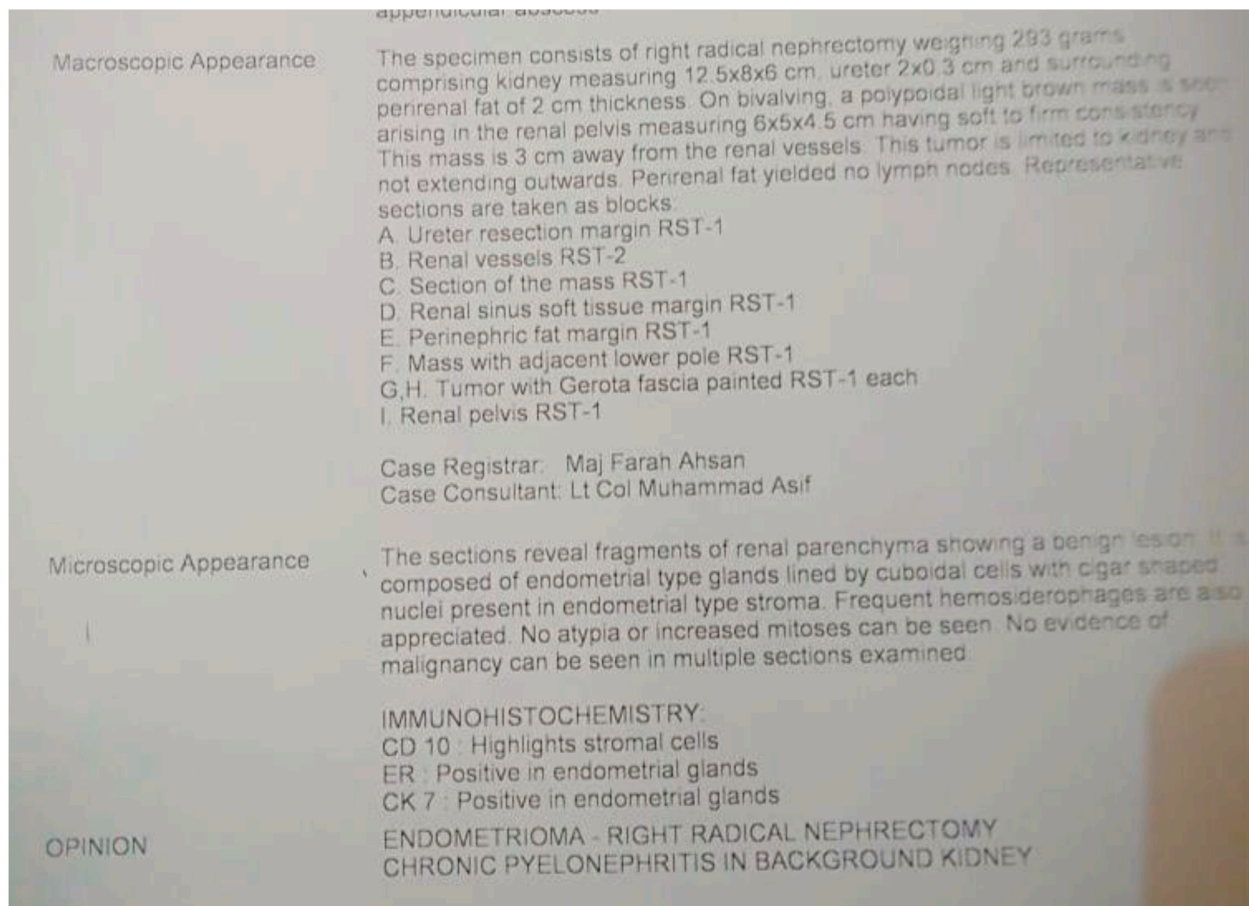 appendicular abscess
Macroscopic Appearance
The specimen consists of right radical nephrectomy weighing 293 grams
comprising kidney measuring 12.5x8x6 cm, ureter 2x0.3 cm and surrounding
perirenal fat of 2 cm thickness. On bivalving, a polypoidal light brown mass is seen
arising in the renal pelvis measuring 6x5x4.5 cm having soft to firm consistency
This mass is 3 cm away from the renal vessels. This tumor is limited to kidney and
not extending outwards. Perirenal fat yielded no lymph nodes. Representative
sections are taken as blocks:
A. Ureter resection margin RST-1
B. Renal vessels RST-2
C. Section of the mass RST-1
D. Renal sinus soft tissue margin RST-1
E. Perinephric fat margin RST-1
F. Mass with adjacent lower pole RST-1
G,H. Tumor with Gerota fascia painted RST-1 each
I. Renal pelvis RST-1
Case Registrar: Maj Farah Ahsan
Case Consultant: Lt Col Muhammad Asif
Microscopic Appearance
The sections reveal fragments of renal parenchyma showing a benign lesion. It is
composed of endometrial type glands lined by cuboidal cells with cigar shaped
nuclei present in endometrial type stroma. Frequent hemosiderophages are also
appreciated. No atypia or increased mitoses can be seen. No evidence of
malignancy can be seen in multiple sections examined.
IMMUNOHISTOCHEMISTRY:
CD 10 : Highlights stromal cells
ER : Positive in endometrial glands
CK 7 : Positive in endometrial glands
OPINION
ENDOMETRIOMA - RIGHT RADICAL NEPHRECTOMY
CHRONIC PYELONEPHRITIS IN BACKGROUND KIDNEY